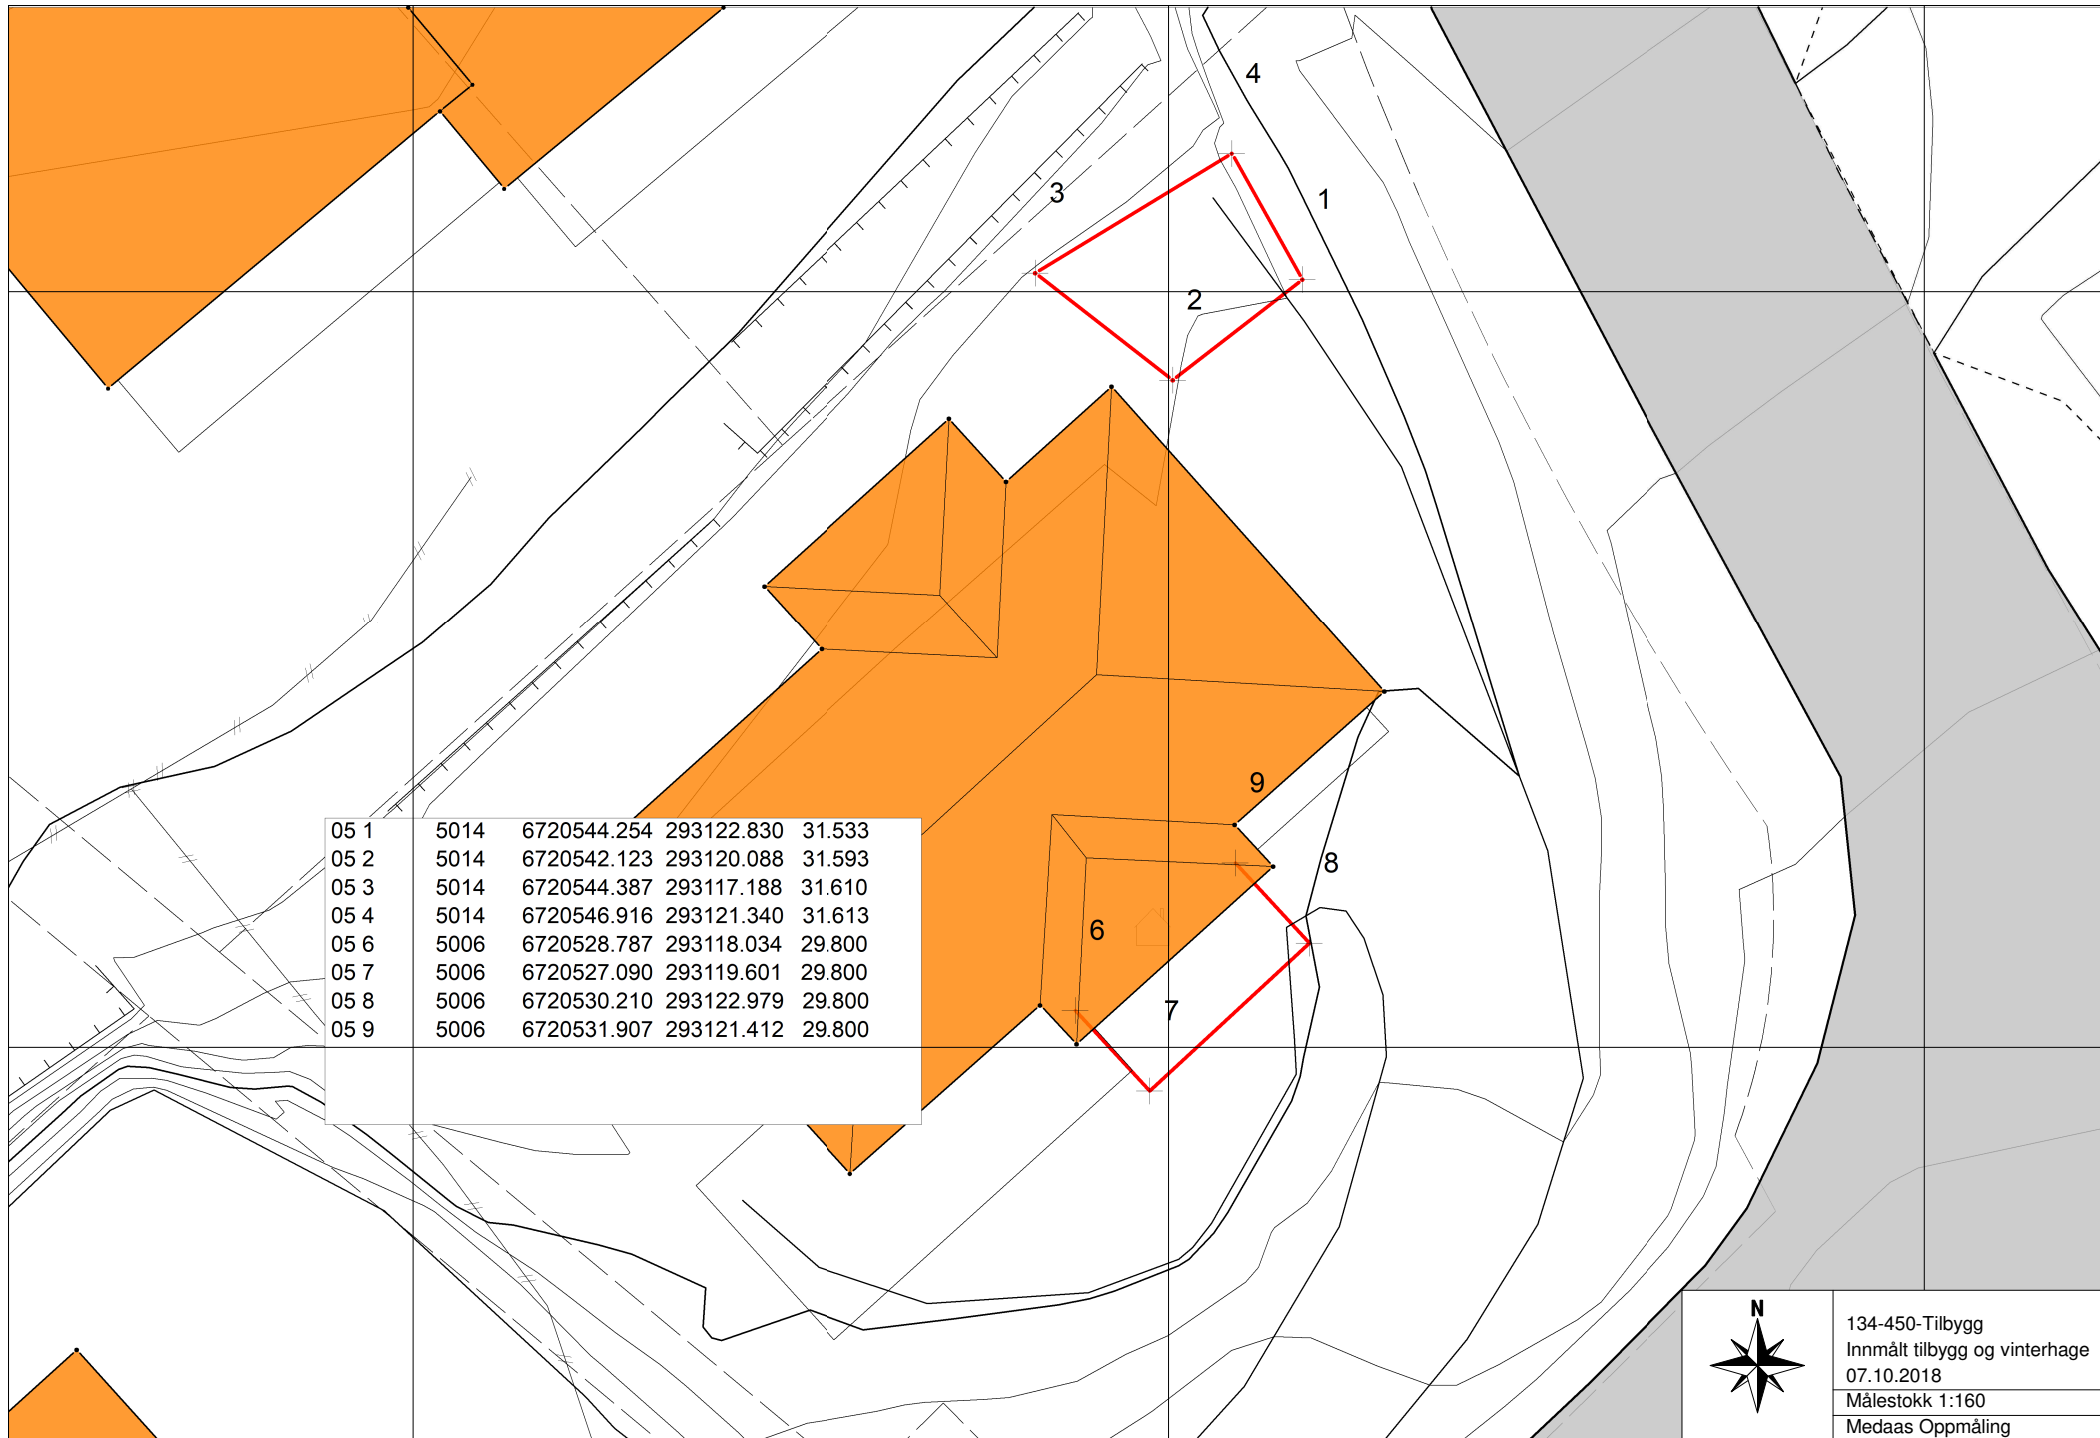 4
3
1
2
9
8
6
7
05 1 5014 6720544.254 293122.830 31.533
05 2 5014 6720542.123 293120.088 31.593
05 3 5014 6720544.387 293117.188 31.610
05 4 5014 6720546.916 293121.340 31.613
05 6 5006 6720528.787 293118.034 29.800
05 7 5006 6720527.090 293119.601 29.800
05 8 5006 6720530.210 293122.979 29.800
05 9 5006 6720531.907 293121.412 29.800
N
134-450-Tilbygg
Innmålt tilbygg og vinterhage
07.10.2018
Målestokk 1:160
Medaas Oppmåling